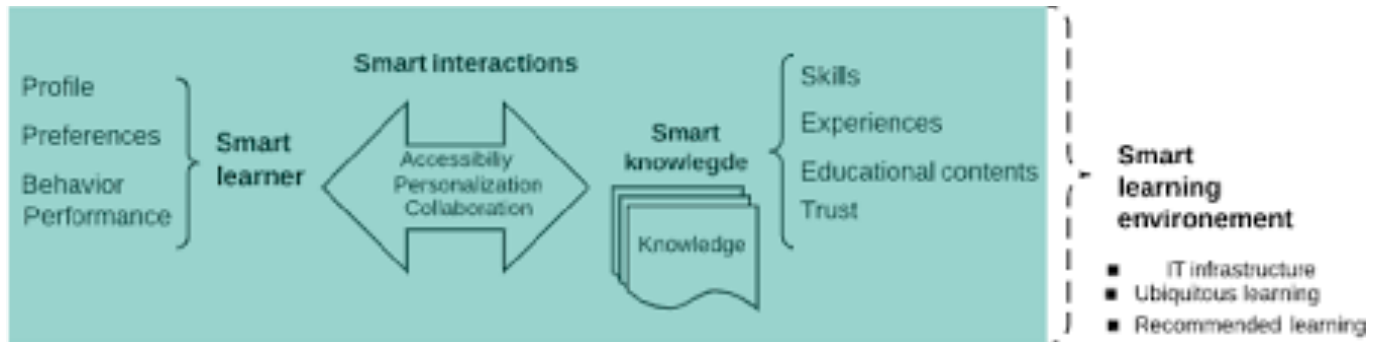 Profile
Preferences
Behavior
Performance
Smart
learner
Smart interactions
Accessibiliy
Personalization
Collaboration
Smart
knowlegde
Knowledge
Skills
Experiences
Educational contents
Trust
Smart
learning
environement
IT infrastructure
Ubiquitous learning
Recommended learning